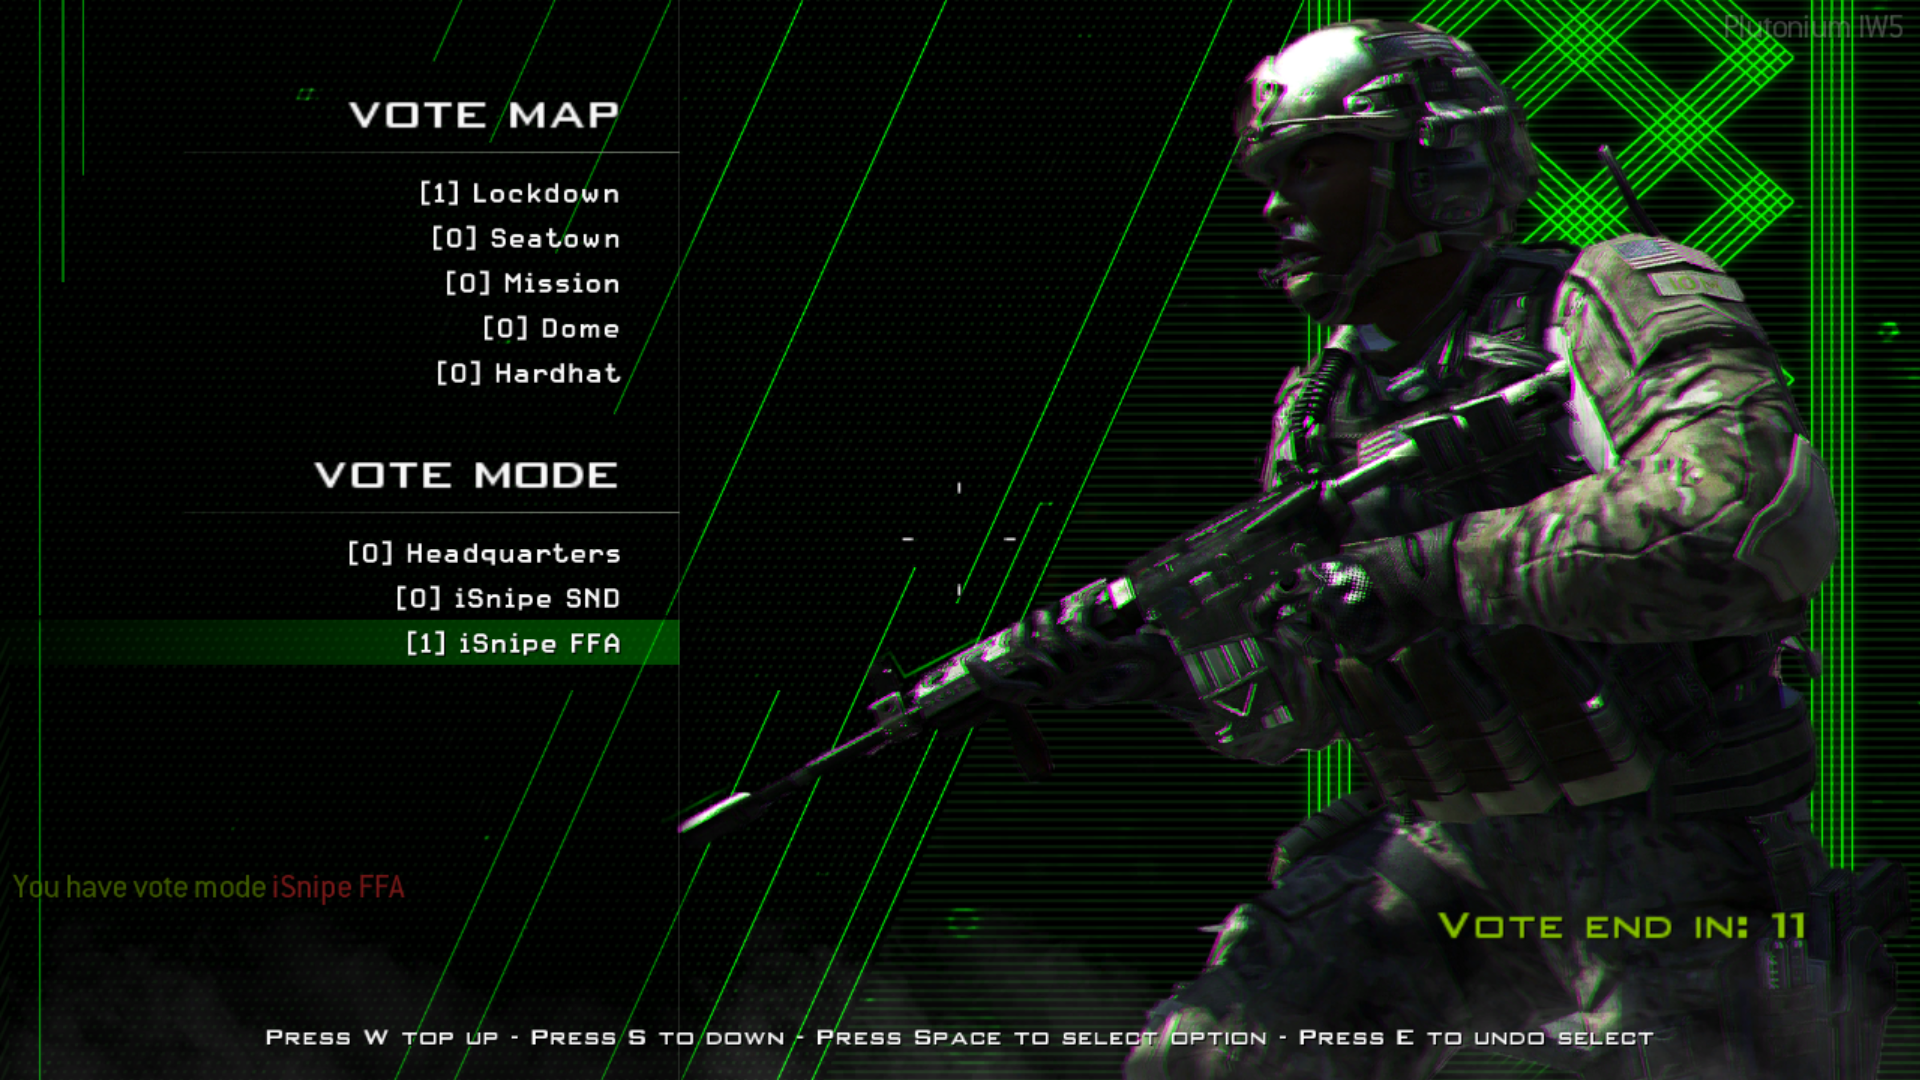 Plutonium IW5
VOTE MAP
[1] Lockdown
[0] Seatown
[0] Mission
[0] Dome
[0] Hardhat
VOTE MODE
[0] Headquarters
[0] iSnipe SND
[1] iSnipe FFA
You have vote mode iSnipe FFA
VOTE END IN: 11
PRESS W TOP UP - PRESS S TO DOWN - PRESS SPACE TO SELECT OPTION - PRESS E TO UNDO SELECT